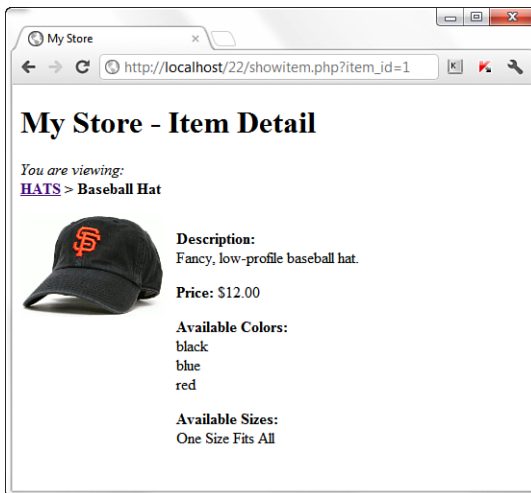 My Store
http://localhost/22/showitem.php?item_id=1
My Store - Item Detail
You are viewing:
HATS > Baseball Hat
SF
Description:
Fancy, low-profile baseball hat.
Price: $12.00
Available Colors:
black
blue
red
Available Sizes:
One Size Fits All